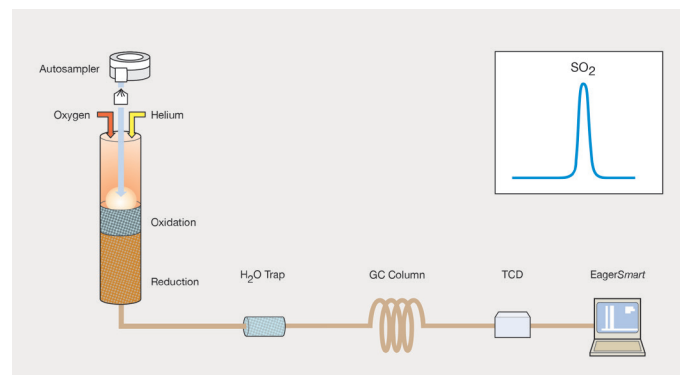 Autosampler
SO₂
Oxygen
Helium
Oxidation
Reduction
H₂O Trap
GC Column
TCD
EagerSmart